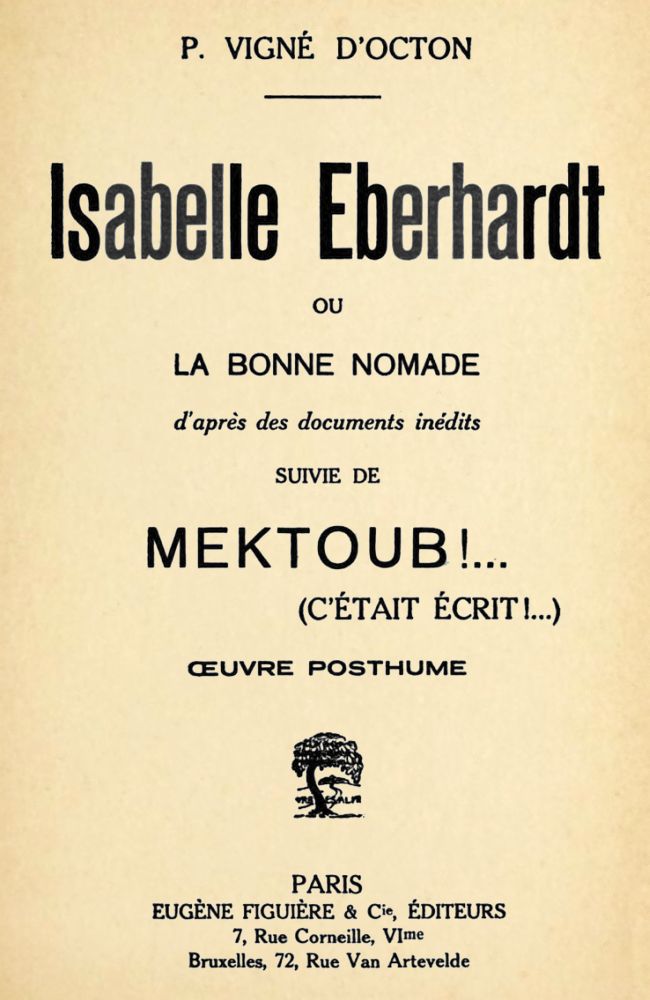 P. VIGNÉ D'OCTON
Isabelle Eberhardt
OU
LA BONNE NOMADE
d'après des documents inédits
SUIVIE DE
MEKTOUB!...
(C'ÉTAIT ÉCRIT!...)
ŒUVRE POSTHUME
PARIS
EUGÈNE FIGUIÈRE & Cie, ÉDITEURS
7, Rue Corneille, VIme
Bruxelles, 72, Rue Van Artevelde